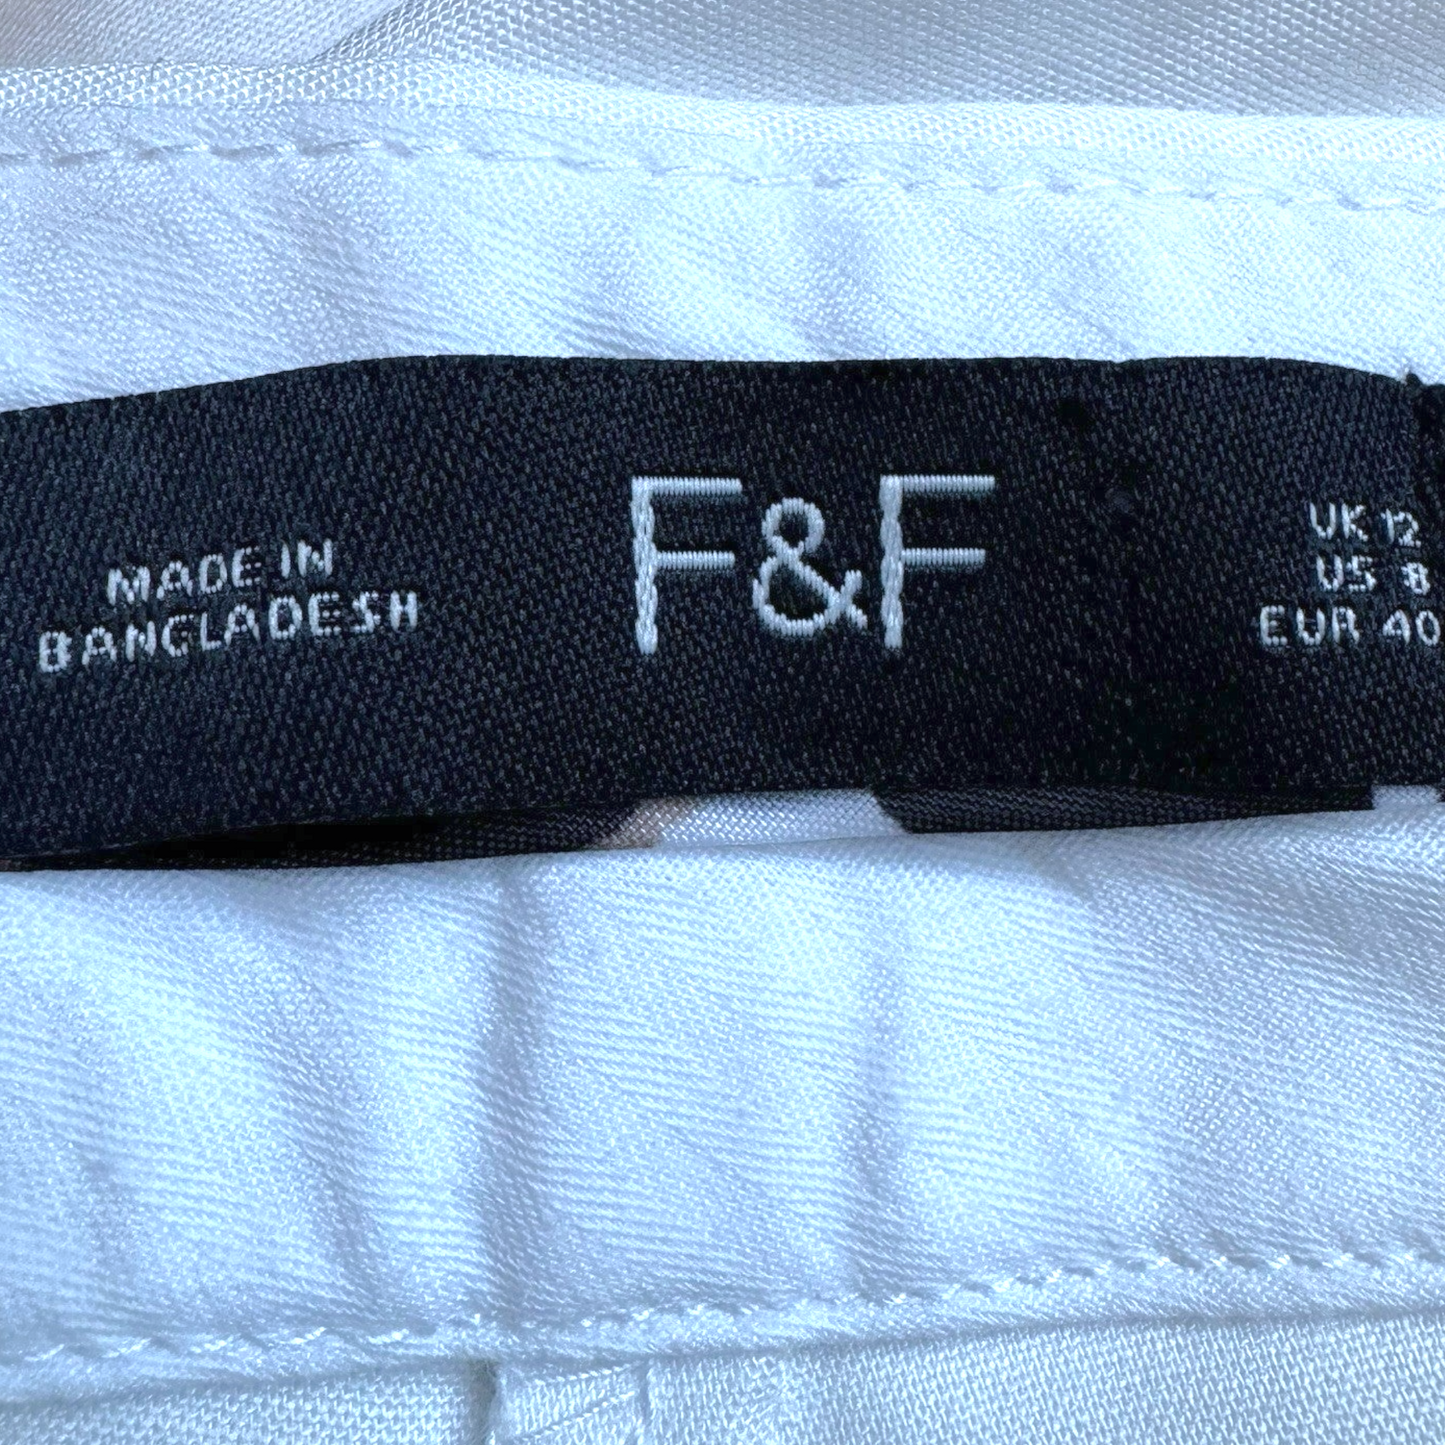 MADE IN
BANGLADESH
F&F
UK 12
US 8
EUR 40